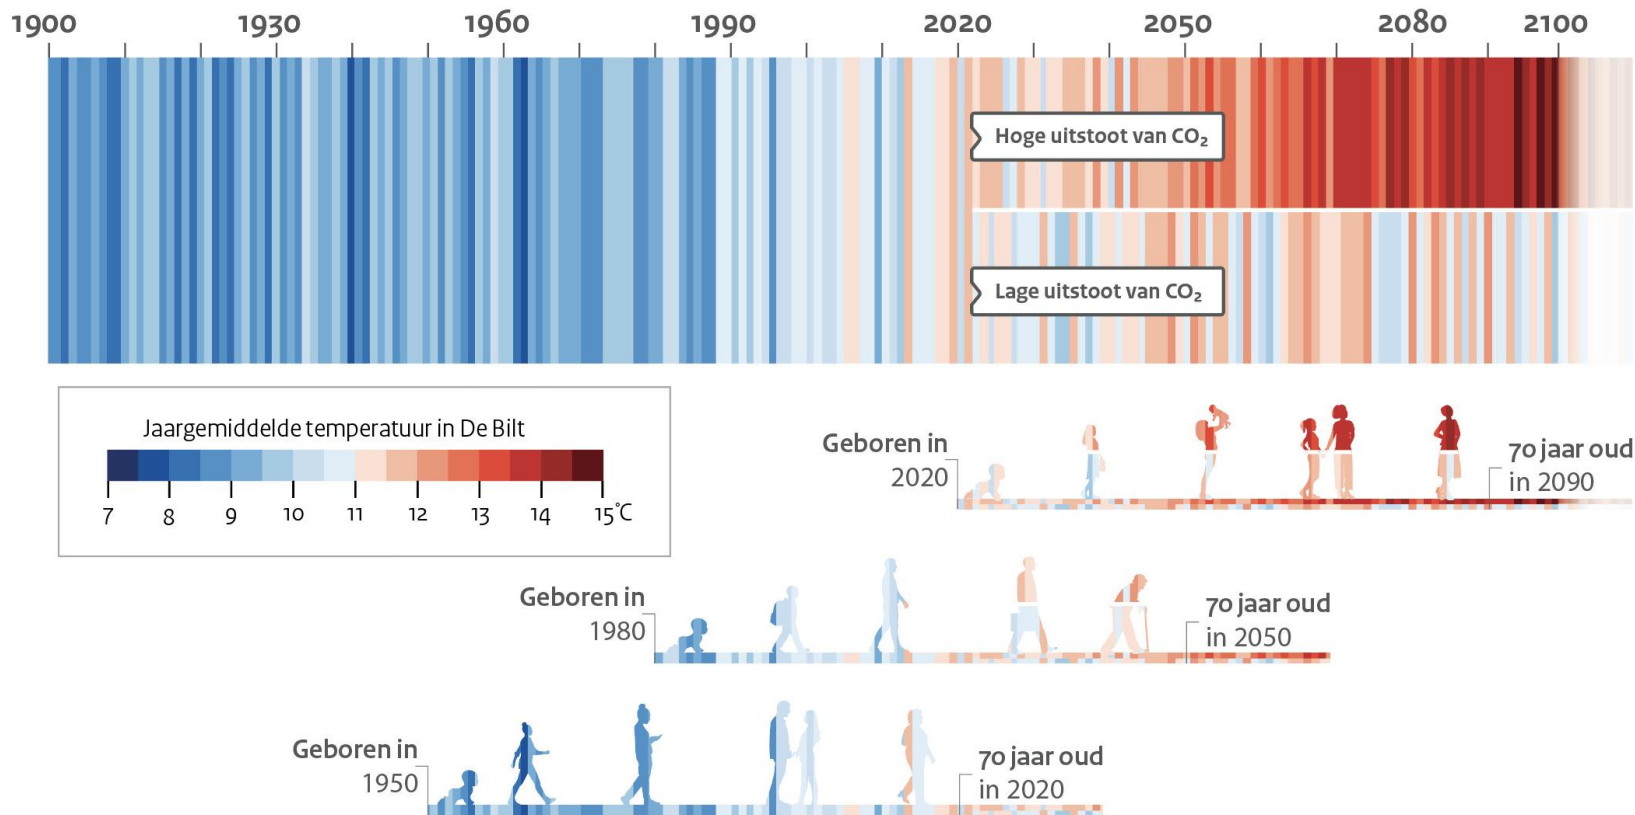 1900 1930 1960 1990 2020 2050 2080 2100
Hoge uitstoot van CO₂
Lage uitstoot van CO₂
Jaargemiddelde temperatuur in De Bilt
7 8 9 10 11 12 13 14 15°C
Geboren in
2020
70 jaar oud
in 2090
Geboren in
1980
70 jaar oud
in 2050
Geboren in
1950
70 jaar oud
in 2020